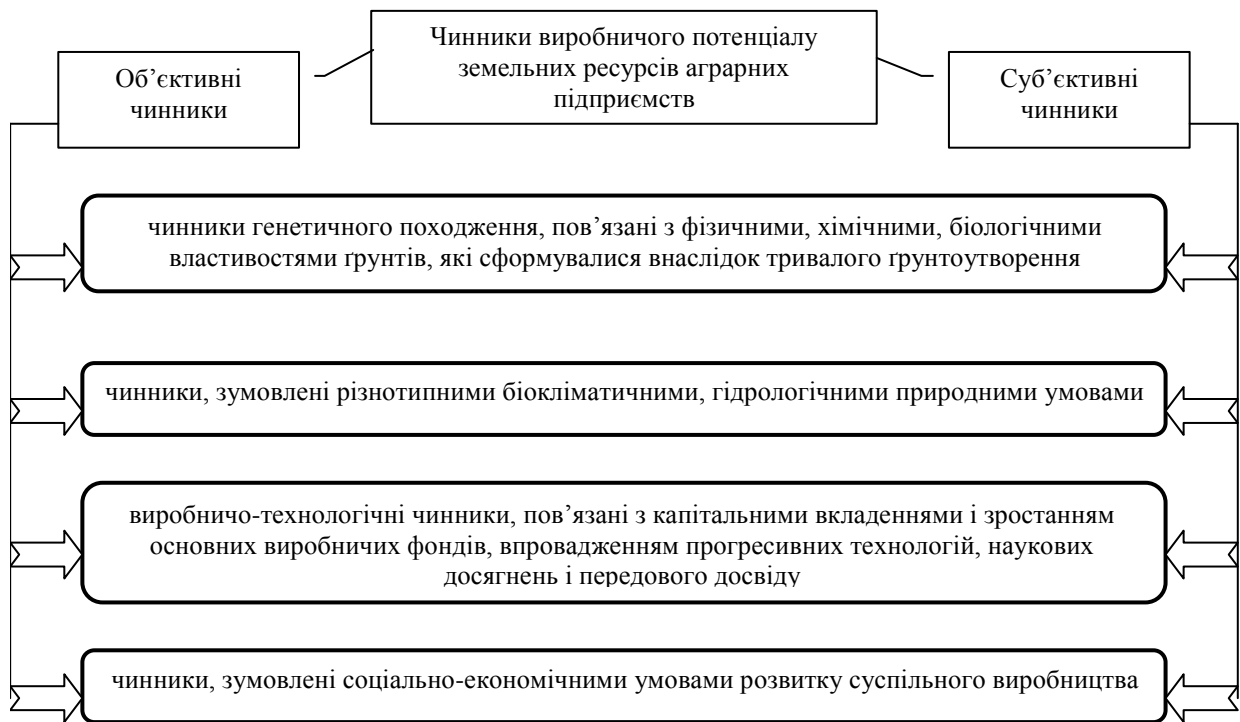 Чинники виробничого потенціалу
земельних ресурсів аграрних
підприємств
Об’єктивні
чинники
Суб’єктивні
чинники
чинники генетичного походження, пов’язані з фізичними, хімічними, біологічними
властивостями ґрунтів, які сформувалися внаслідок тривалого ґрунтоутворення
чинники, зумовлені різнотипними біокліматичними, гідрологічними природними умовами
виробничо-технологічні чинники, пов’язані з капітальними вкладеннями і зростанням
основних виробничих фондів, впровадженням прогресивних технологій, наукових
досягнень і передового досвіду
чинники, зумовлені соціально-економічними умовами розвитку суспільного виробництва